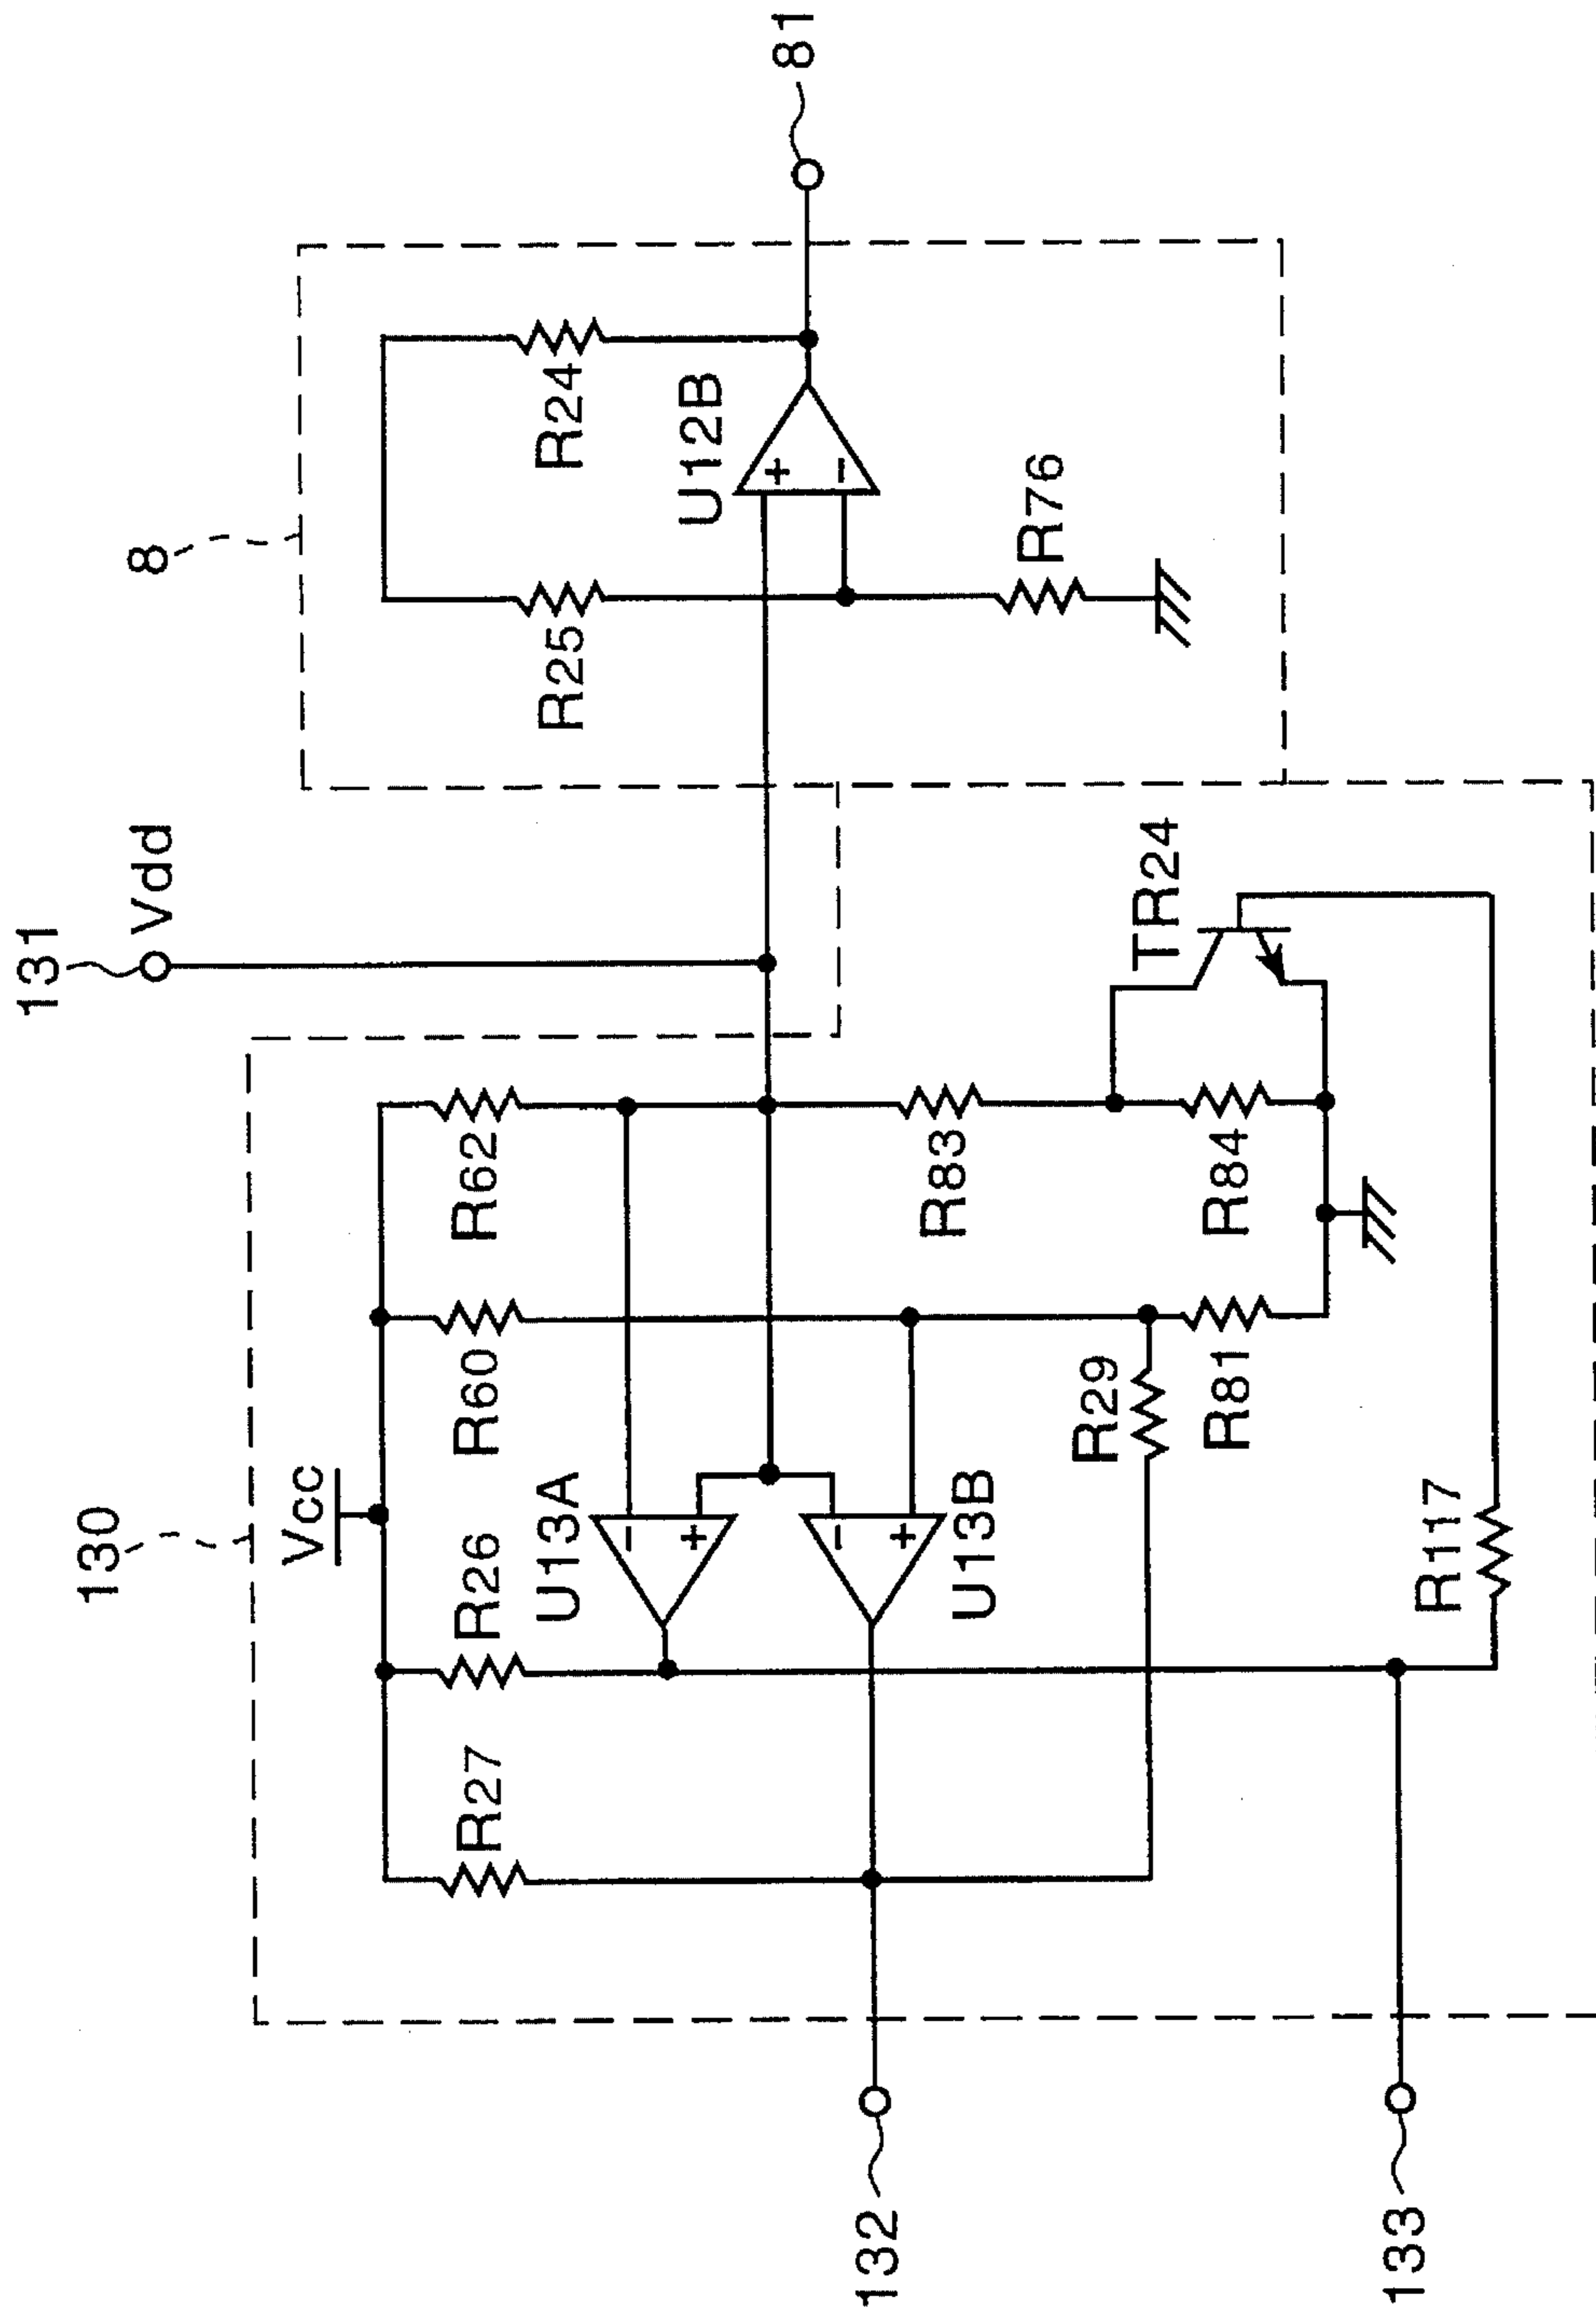 131
Vdd
8
81
R24
R25
U12B
+
-
R76
130
Vcc
R27
R26
R60
R62
U13A
-
+
U13B
-
+
R83
TR24
R29
R81
R84
R117
132
133